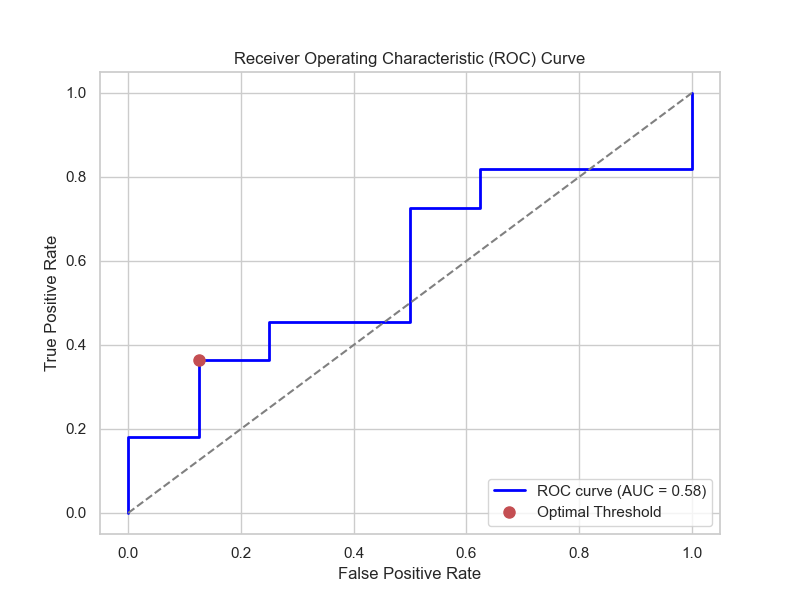 Receiver Operating Characteristic (ROC) Curve
True Positive Rate
1.0
0.8
0.6
0.4
0.2
0.0
0.0 0.2 0.4 0.6 0.8 1.0
False Positive Rate
ROC curve (AUC = 0.58)
Optimal Threshold